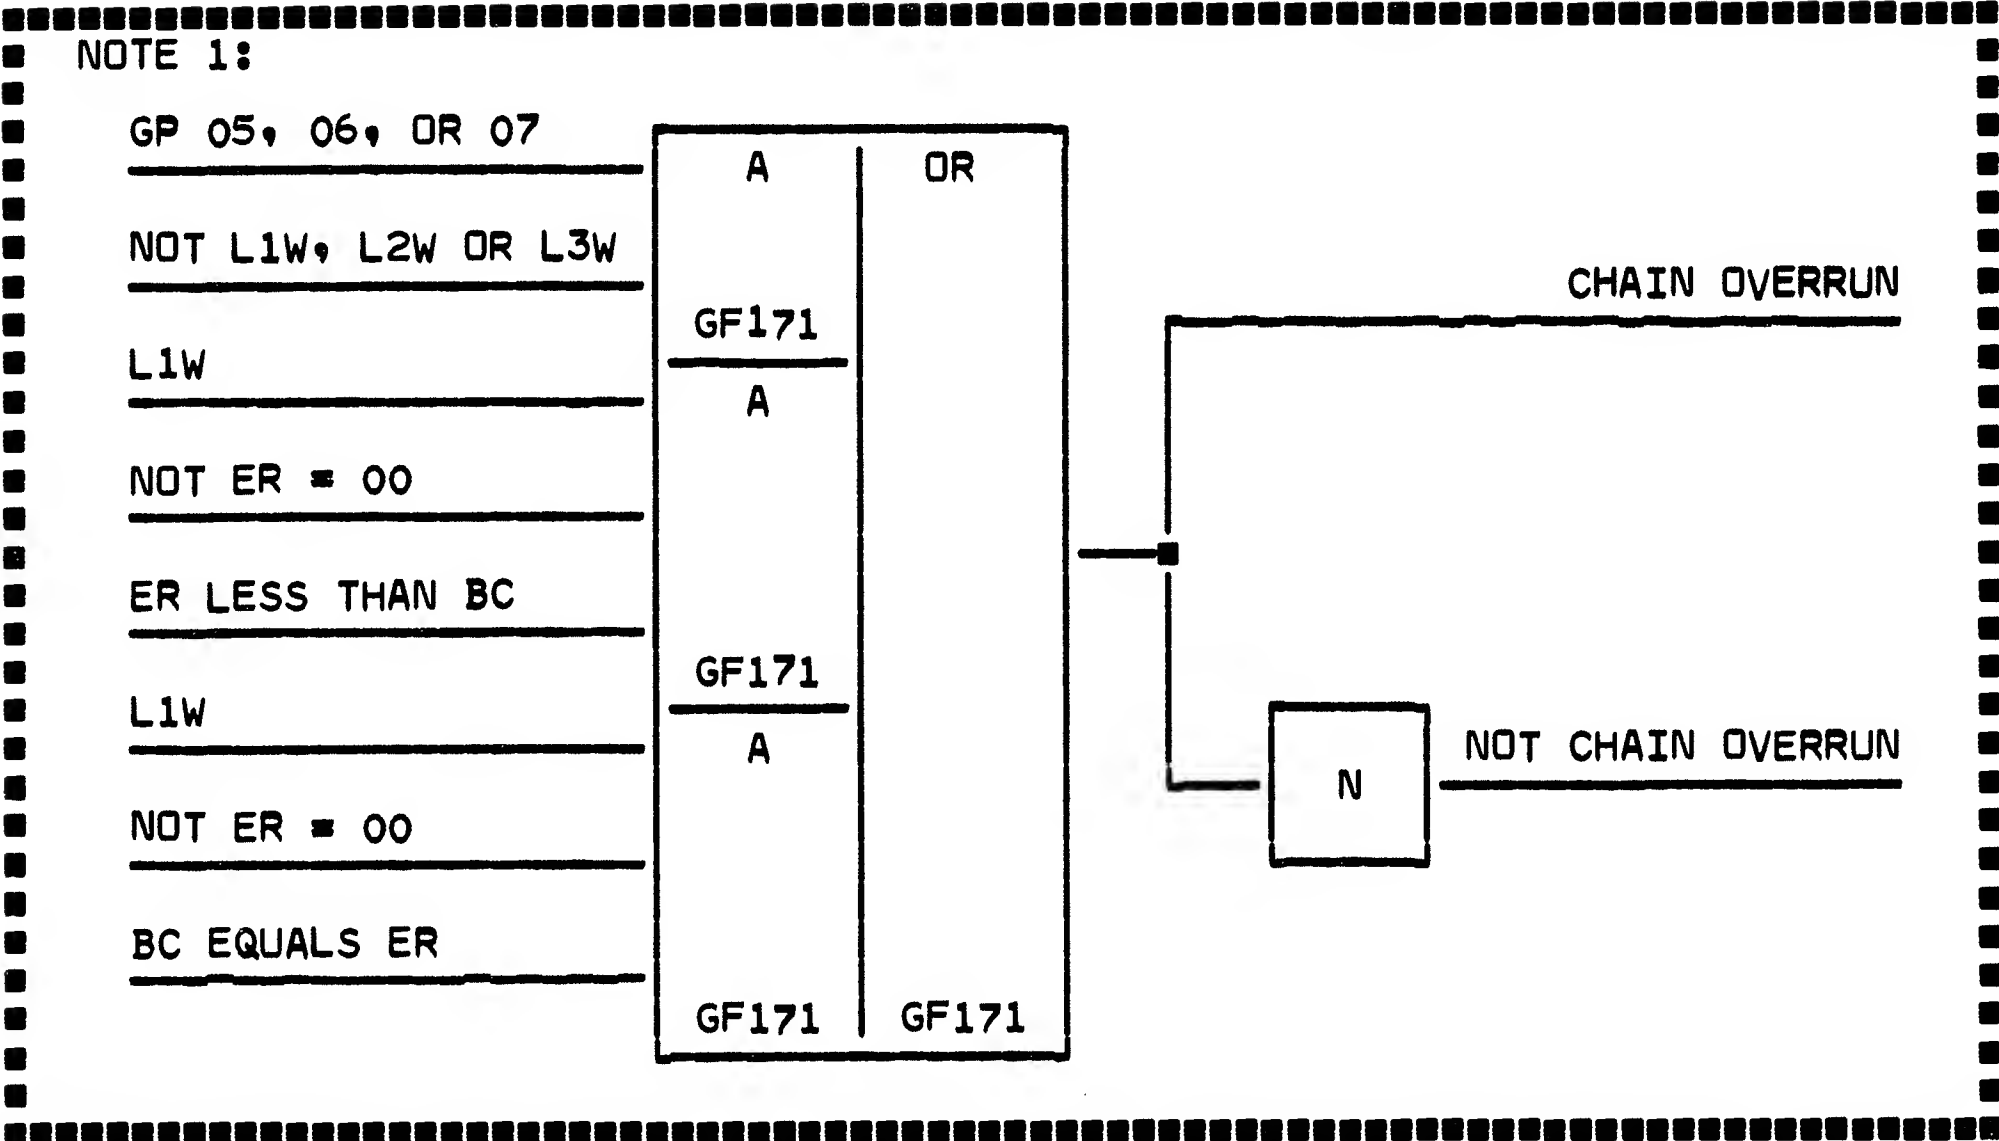 NOTE 1:
GP 05, 06, OR 07
A
OR
NOT L1W, L2W OR L3W
CHAIN OVERRUN
GF171
L1W
A
NOT ER = 00
ER LESS THAN BC
GF171
L1W
NOT CHAIN OVERRUN
A
N
NOT ER = 00
BC EQUALS ER
GF171
GF171